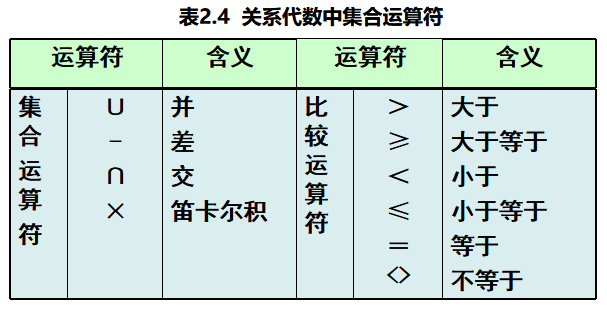 表2.4 关系代数中集合运算符
运算符 含义 运算符 含义
集合运算符 比较运算符
∪ 并 > 大于
− 差 ≥ 大于等于
∩ 交 < 小于
× 笛卡尔积 ≤ 小于等于
= 等于
<> 不等于